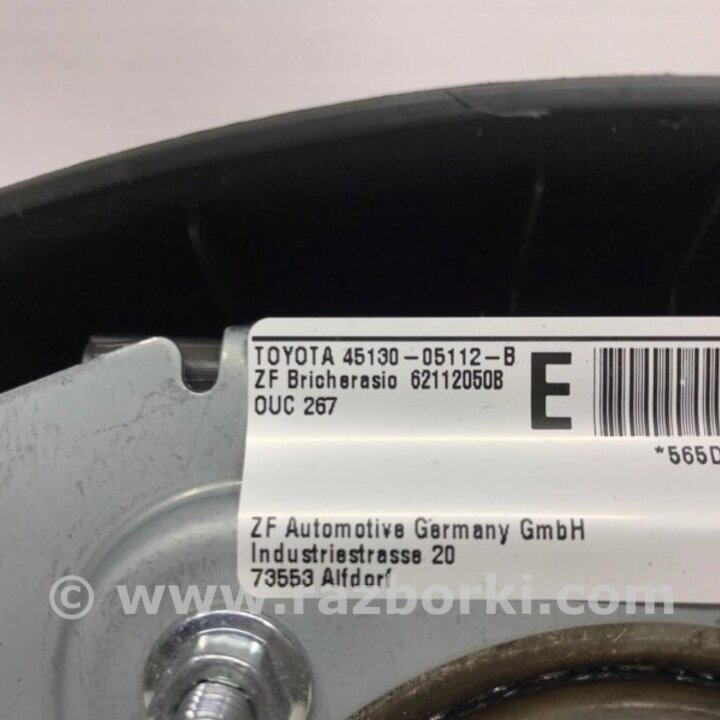 TOYOTA 45130-05112-B
ZF Bricherasio 62112050B
OUC 267
E
*565D
ZF Automotive Germany GmbH
Industriestrasse 20
73553 Alfdorf
© www.razborki.com